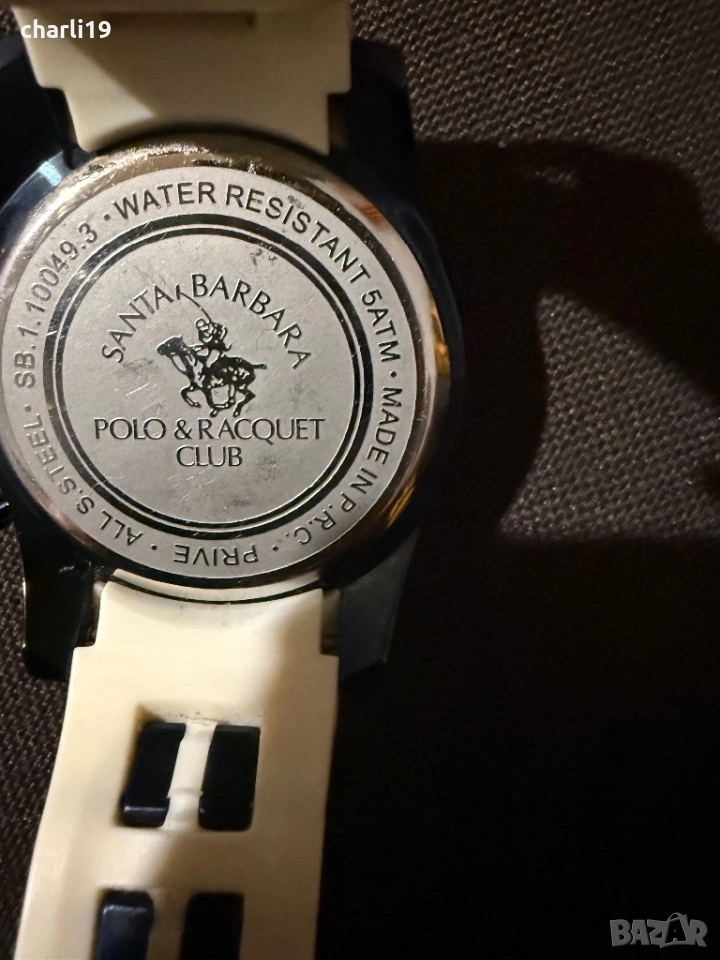 charli19
SB.1.10049.3 · WATER RESISTANT 5ATM · MADE IN P.R.C. · PRIVE · ALL S.STEEL ·
SANTA BARBARA
POLO & RACQUET
CLUB
BAZAR